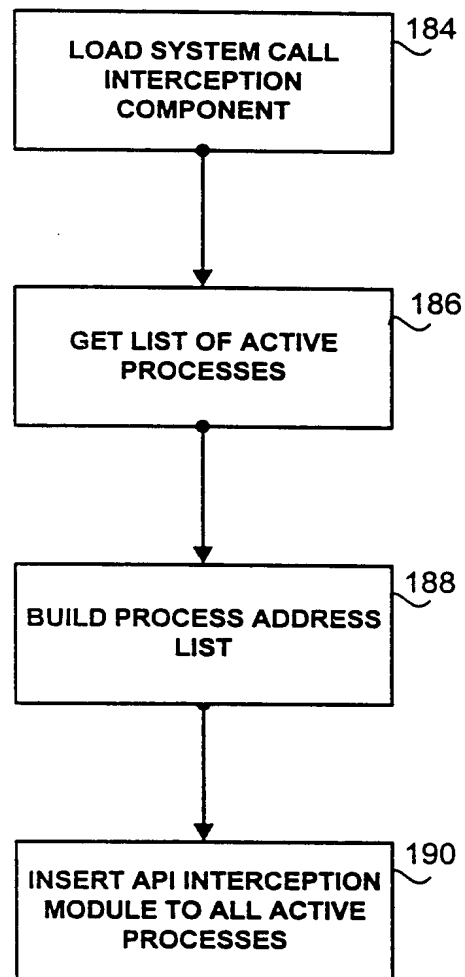 184
LOAD SYSTEM CALL
INTERCEPTION
COMPONENT
186
GET LIST OF ACTIVE
PROCESSES
188
BUILD PROCESS ADDRESS
LIST
190
INSERT API INTERCEPTION
MODULE TO ALL ACTIVE
PROCESSES